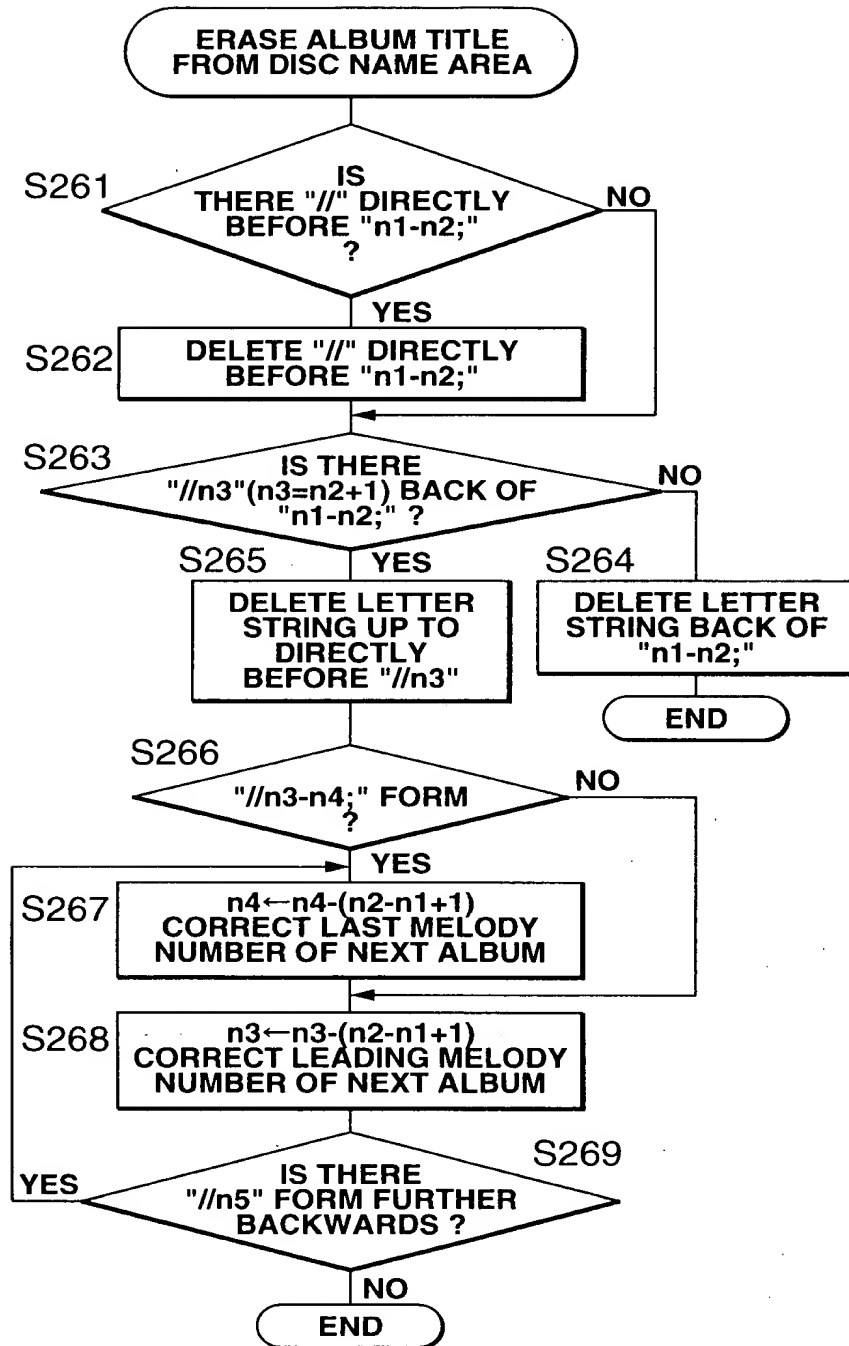 ERASE ALBUM TITLE
FROM DISC NAME AREA
S261
IS
THERE "//" DIRECTLY
BEFORE "n1-n2;"
?
NO
YES
S262
DELETE "//" DIRECTLY
BEFORE "n1-n2;"
S263
IS THERE
"//n3"(n3=n2+1) BACK OF
"n1-n2;" ?
NO
S265
YES
S264
DELETE LETTER
STRING UP TO
DIRECTLY
BEFORE "//n3"
DELETE LETTER
STRING BACK OF
"n1-n2;"
END
S266
"//n3-n4;" FORM
?
NO
YES
S267
n4←n4-(n2-n1+1)
CORRECT LAST MELODY
NUMBER OF NEXT ALBUM
S268
n3←n3-(n2-n1+1)
CORRECT LEADING MELODY
NUMBER OF NEXT ALBUM
S269
YES
IS THERE
"//n5" FORM FURTHER
BACKWARDS ?
NO
END